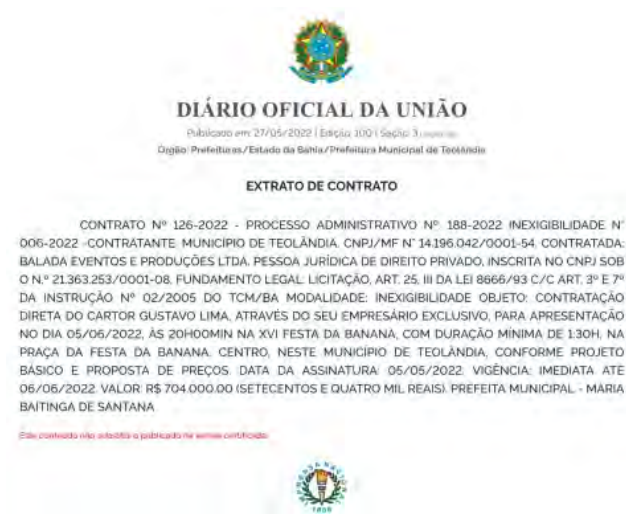 DIÁRIO OFICIAL DA UNIÃO
Publicado em: 27/05/2022 | Edição: 100 | Seção: 3
Órgão: Prefeituras/Estado da Bahia/Prefeitura Municipal de Teolândia
EXTRATO DE CONTRATO
CONTRATO Nº 126-2022 - PROCESSO ADMINISTRATIVO Nº 188-2022 INEXIGIBILIDADE N°
006-2022 -CONTRATANTE: MUNICÍPIO DE TEOLÂNDIA, CNPJ/MF N° 14.196.042/0001-54, CONTRATADA:
BALADA EVENTOS E PRODUÇÕES LTDA, PESSOA JURÍDICA DE DIREITO PRIVADO, INSCRITA NO CNPJ SOB
O N.º 21.363.253/0001-08, FUNDAMENTO LEGAL: LICITAÇÃO, ART. 25, III DA LEI 8666/93 C/C ART. 3º E 7º
DA INSTRUÇÃO Nº 02/2005 DO TCM/BA MODALIDADE: INEXIGIBILIDADE OBJETO: CONTRATAÇÃO
DIRETA DO CARTOR GUSTAVO LIMA, ATRAVÉS DO SEU EMPRESÁRIO EXCLUSIVO, PARA APRESENTAÇÃO
NO DIA 05/06/2022, ÀS 20H00MIN NA XVI FESTA DA BANANA, COM DURAÇÃO MÍNIMA DE 1:30H, NA
PRAÇA DA FESTA DA BANANA, CENTRO, NESTE MUNICÍPIO DE TEOLÂNDIA, CONFORME PROJETO
BÁSICO E PROPOSTA DE PREÇOS. DATA DA ASSINATURA: 05/05/2022. VIGÊNCIA: IMEDIATA ATÉ
06/06/2022. VALOR: R$ 704.000,00 (SETECENTOS E QUATRO MIL REAIS). PREFEITA MUNICIPAL - MARIA
BAITINGA DE SANTANA
Este conteúdo não substitui o publicado na versão certificada.
IMPRENSA NACIONAL
1808